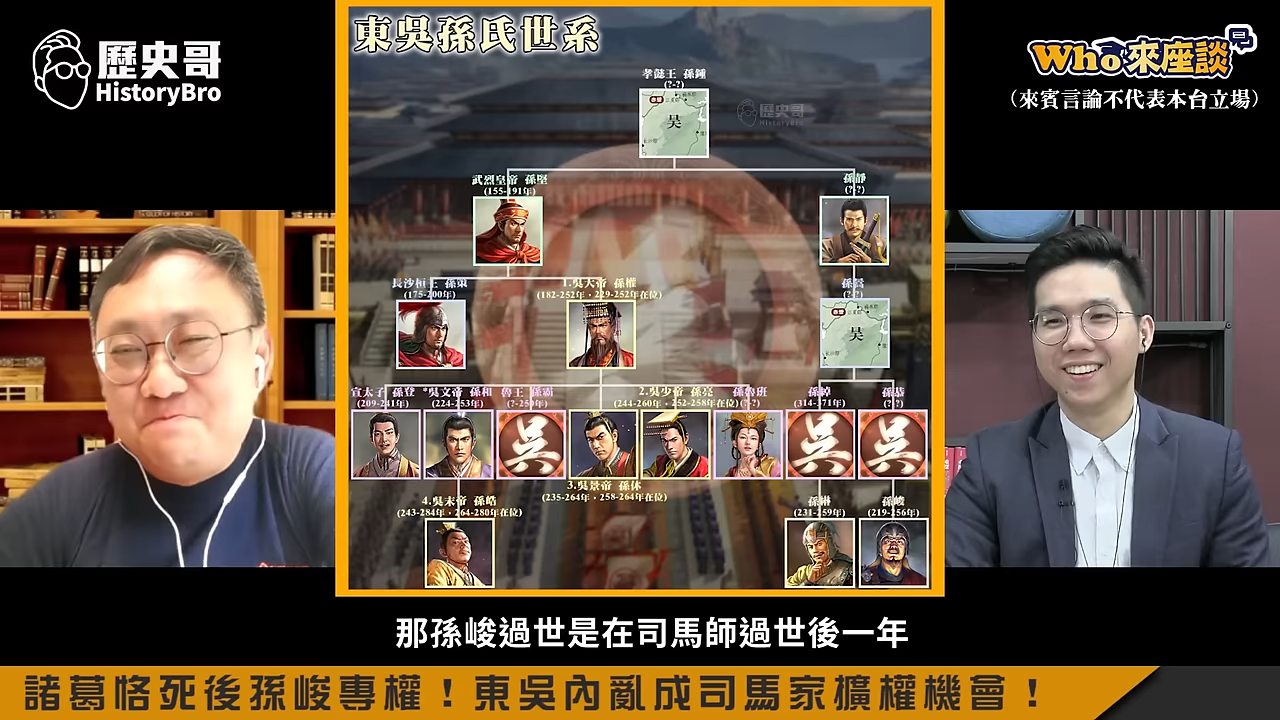 歷史哥
HistoryBro
Who來座談
(來賓言論不代表本台立場)
東吳孫氏世系
孝懿王 孫鍾
(?-?)
吳
歷史哥
HistoryBro
武烈皇帝 孫堅
(155-191年)
孫靜
(?-?)
長沙桓王 孫策
(175-200年)
1.吳大帝 孫權
(182-252年，229-252年在位)
孫暠
(?-?)
吳
宣太子 孫登
(209-241年)
*吳文帝 孫和
(224-253年)
魯王 孫霸
(?-250年)
2.吳少帝 孫亮
(244-260年，252-258年在位)
孫魯班
(?-?)
孫綽
孫恭
(?-?)
吳
吳
吳
3.吳景帝 孫休
(235-264年，258-264年在位)
4.吳末帝 孫皓
(243-284年，264-280年在位)
孫綝
(231-259年)
孫峻
(219-256年)
那孫峻過世是在司馬師過世後一年
諸葛恪死後孫峻專權！東吳內亂成司馬家擴權機會！